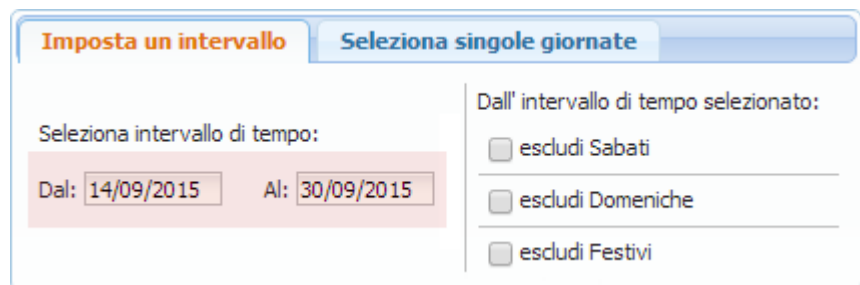 Imposta un intervallo
Seleziona singole giornate
Seleziona intervallo di tempo:
Dal: 14/09/2015 Al: 30/09/2015
Dall' intervallo di tempo selezionato:
escludi Sabati
escludi Domeniche
escludi Festivi